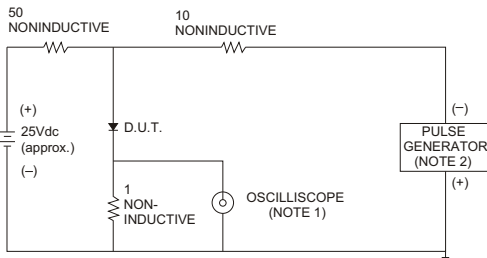 50
NONINDUCTIVE
10
NONINDUCTIVE
(+)
25Vdc
(approx.)
(–)
D.U.T.
1
NON-
INDUCTIVE
OSCILLISCOPE
(NOTE 1)
(–)
PULSE
GENERATOR
(NOTE 2)
(+)